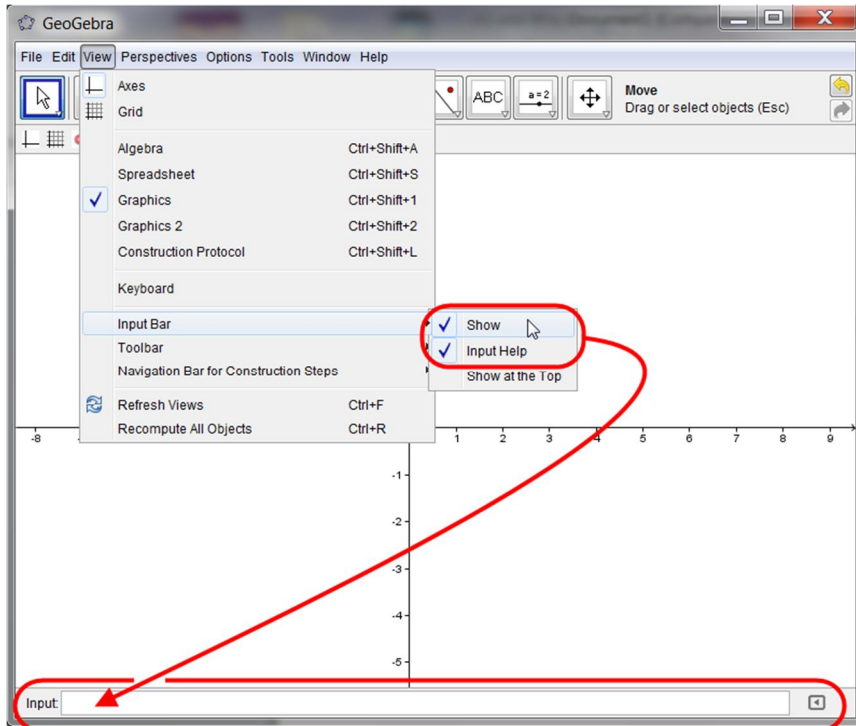 GeoGebra
File Edit View Perspectives Options Tools Window Help
Axes
Grid
ABC
a=2
Move
Drag or select objects (Esc)
Algebra Ctrl+Shift+A
Spreadsheet Ctrl+Shift+S
Graphics Ctrl+Shift+1
Graphics 2 Ctrl+Shift+2
Construction Protocol Ctrl+Shift+L
Keyboard
Input Bar
Toolbar
Navigation Bar for Construction Steps
Show
Input Help
Show at the Top
Refresh Views Ctrl+F
Recompute All Objects Ctrl+R
-8 1 2 3 4 5 6 7 8 9
-1
-2
-3
-4
-5
Input: